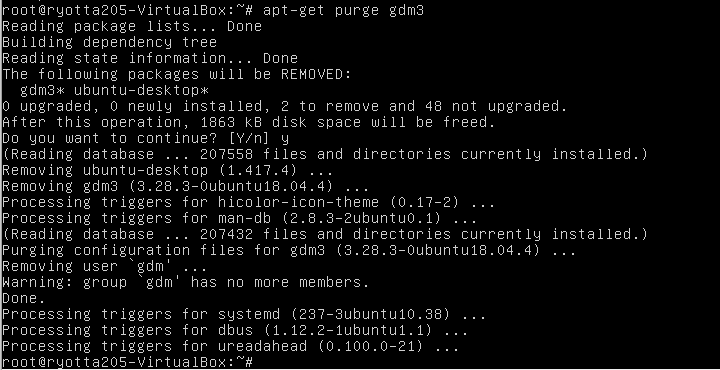 root@ryotta205-VirtualBox:~# apt-get purge gdm3
Reading package lists... Done
Building dependency tree
Reading state information... Done
The following packages will be REMOVED:
  gdm3* ubuntu-desktop*
0 upgraded, 0 newly installed, 2 to remove and 48 not upgraded.
After this operation, 1863 kB disk space will be freed.
Do you want to continue? [Y/n] y
(Reading database ... 207558 files and directories currently installed.)
Removing ubuntu-desktop (1.417.4) ...
Removing gdm3 (3.28.3-0ubuntu18.04.4) ...
Processing triggers for hicolor-icon-theme (0.17-2) ...
Processing triggers for man-db (2.8.3-2ubuntu0.1) ...
(Reading database ... 207432 files and directories currently installed.)
Purging configuration files for gdm3 (3.28.3-0ubuntu18.04.4) ...
Removing user `gdm' ...
Warning: group `gdm' has no more members.
Done.
Processing triggers for systemd (237-3ubuntu10.38) ...
Processing triggers for dbus (1.12.2-1ubuntu1.1) ...
Processing triggers for ureadahead (0.100.0-21) ...
root@ryotta205-VirtualBox:~#